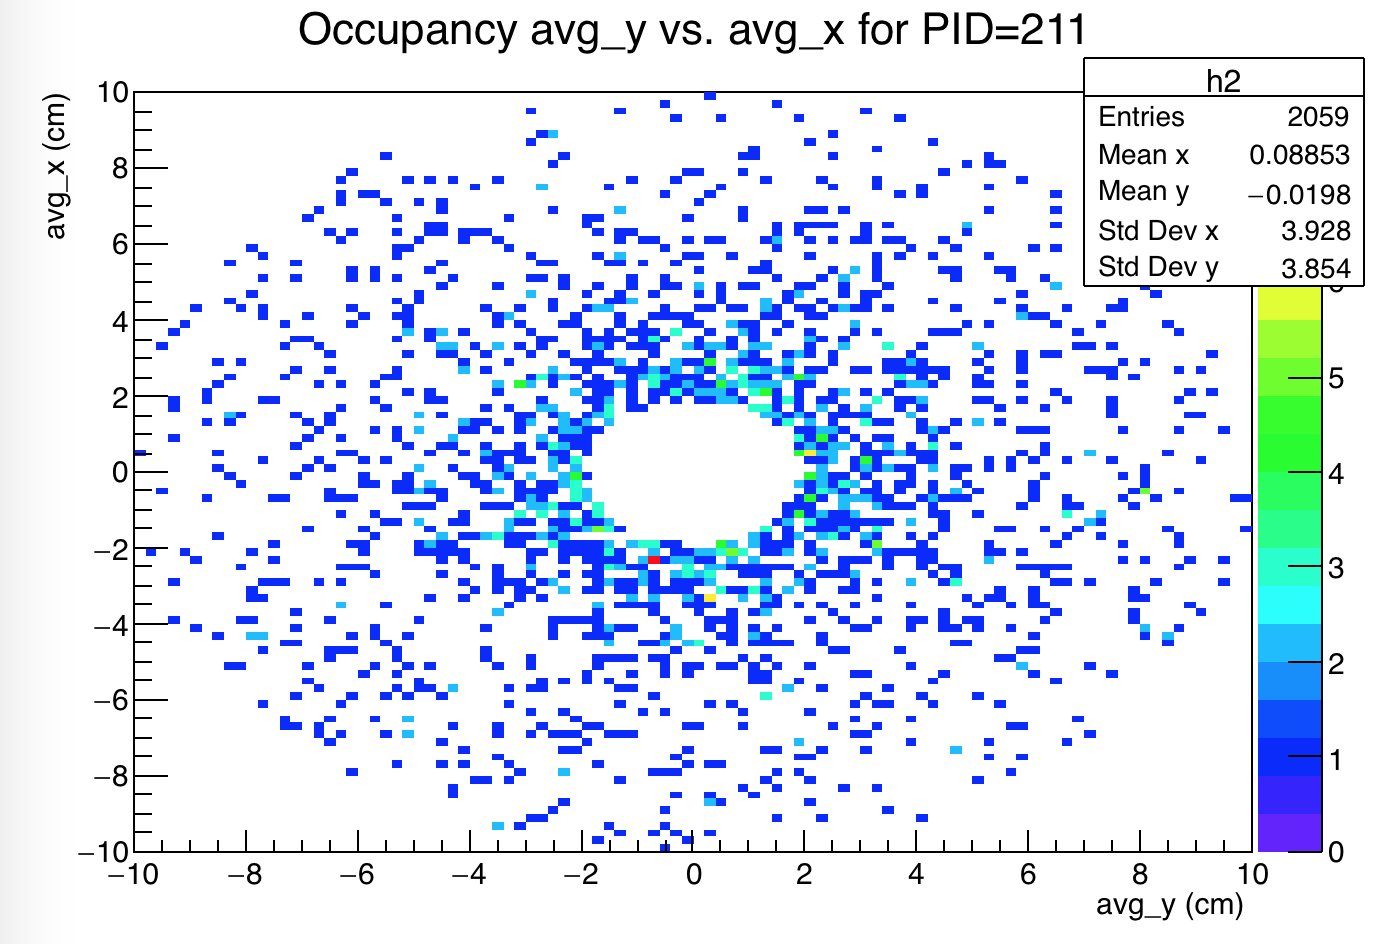 Occupancy avg_y vs. avg_x for PID=211
h2
Entries 2059
Mean x 0.08853
Mean y −0.0198
Std Dev x 3.928
Std Dev y 3.854
avg_x (cm)
10
8
6
4
2
0
−2
−4
−6
−8
−10
−10 −8 −6 −4 −2 0 2 4 6 8 10
avg_y (cm)
5
4
3
2
1
0